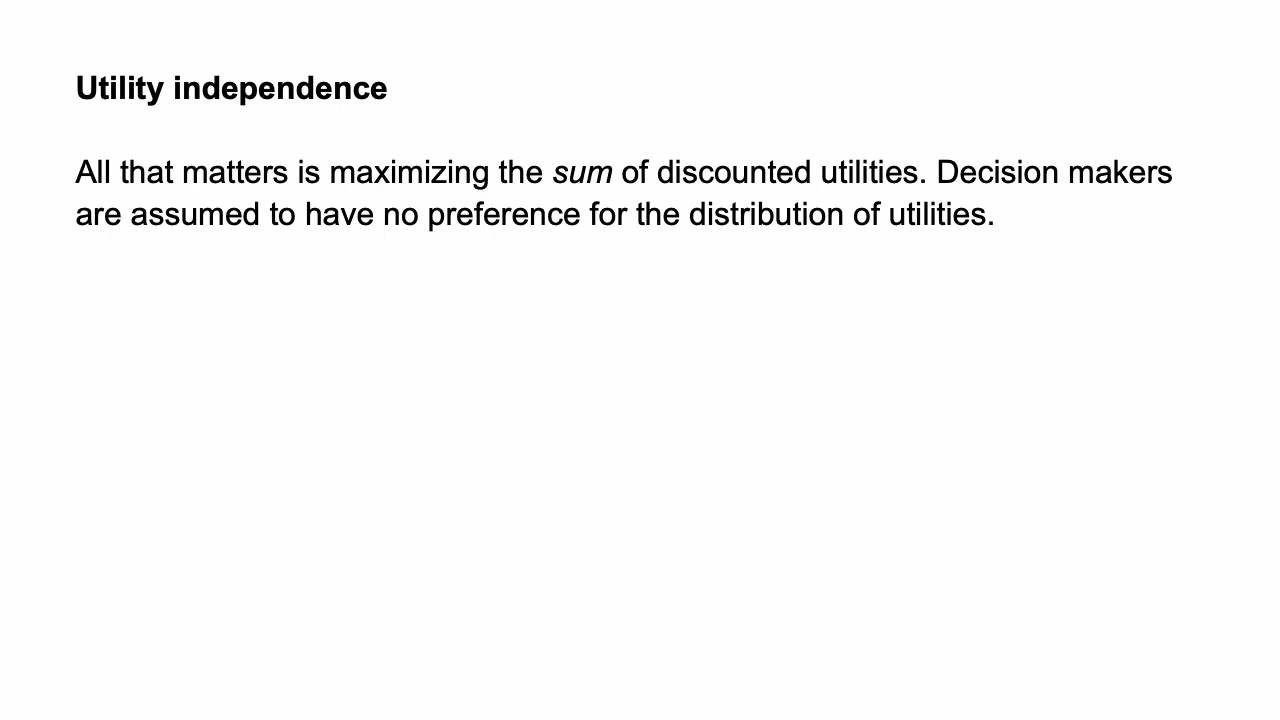 Utility independence
All that matters is maximizing the sum of discounted utilities. Decision makers
are assumed to have no preference for the distribution of utilities.